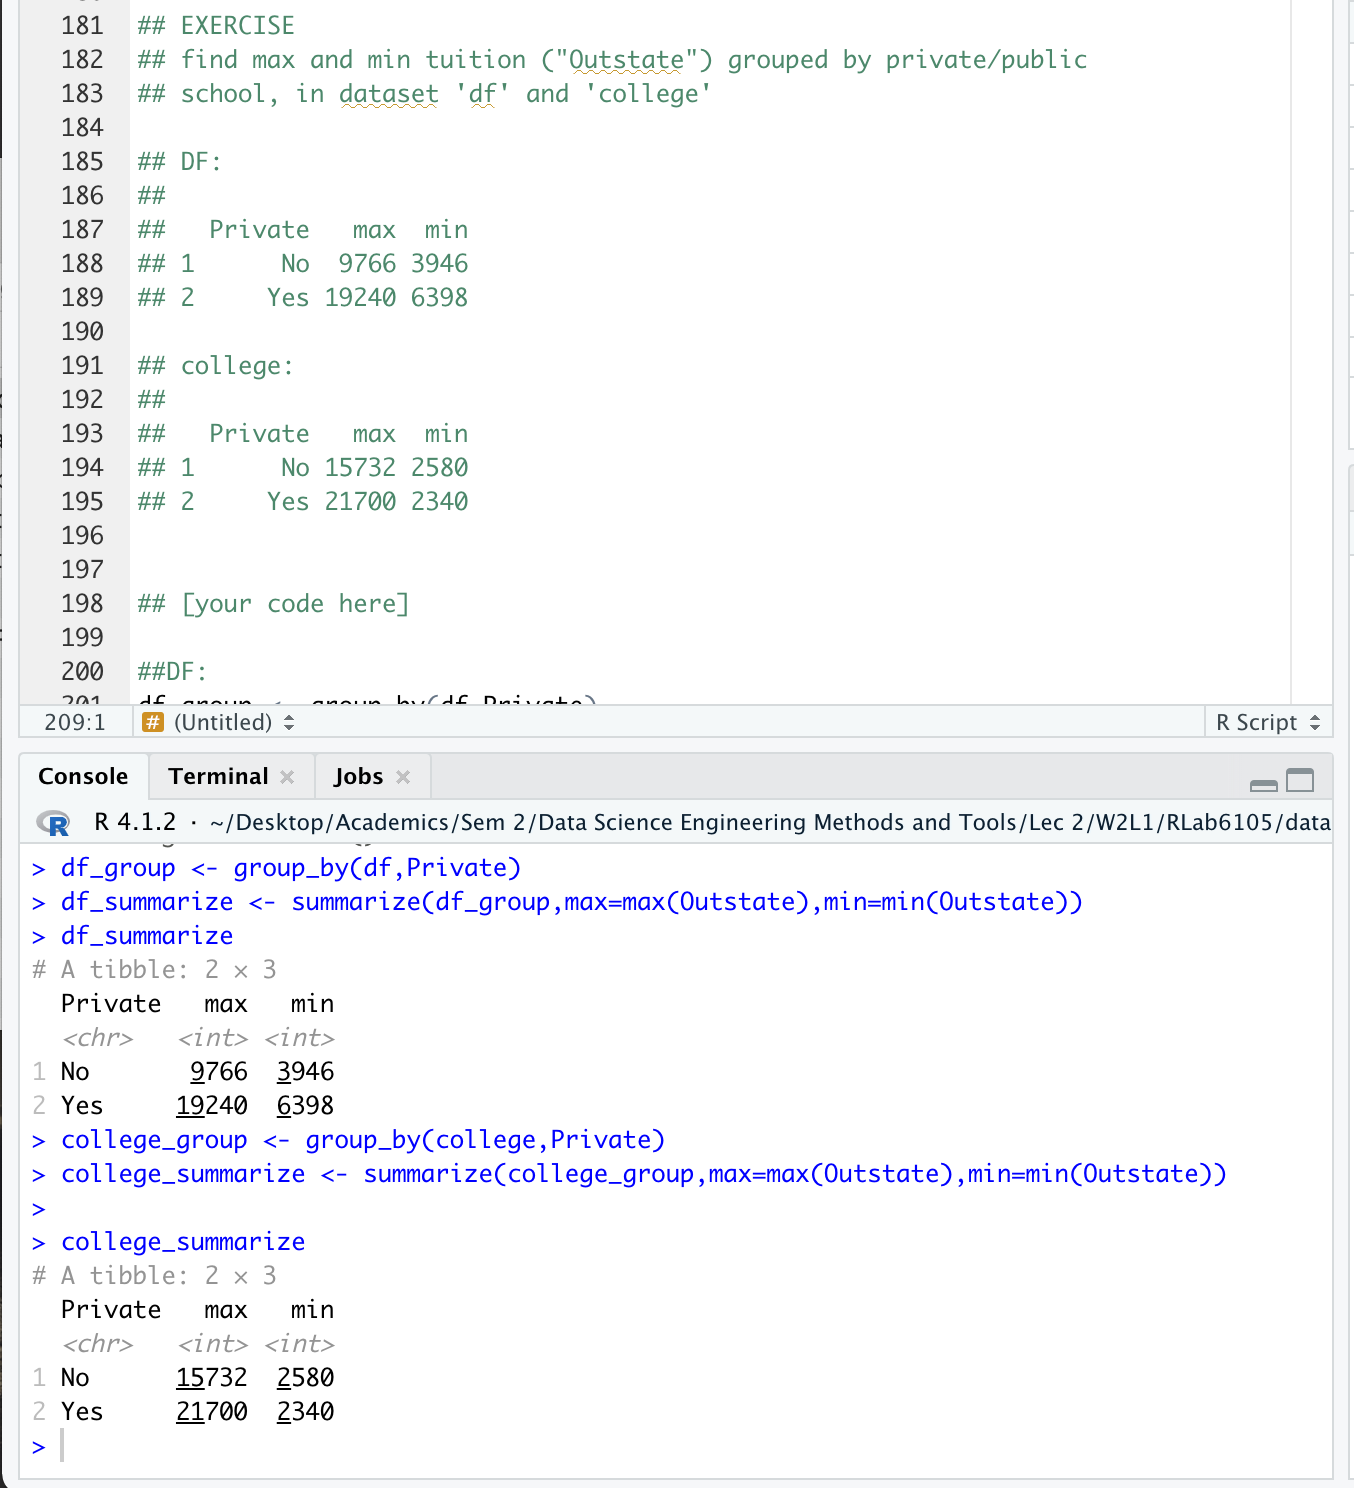 181 ## EXERCISE
182 ## find max and min tuition ("Outstate") grouped by private/public
183 ## school, in dataset 'df' and 'college'
184
185 ## DF:
186 ##
187 ##   Private   max  min
188 ## 1      No  9766 3946
189 ## 2     Yes 19240 6398
190
191 ## college:
192 ##
193 ##   Private   max  min
194 ## 1      No 15732 2580
195 ## 2     Yes 21700 2340
196
197
198 ## [your code here]
199
200 ##DF:
201 df_group <- group_by(df,Private)
209:1 # (Untitled) R Script
Console Terminal Jobs
R R 4.1.2 · ~/Desktop/Academics/Sem 2/Data Science Engineering Methods and Tools/Lec 2/W2L1/RLab6105/data
> df_group <- group_by(df,Private)
> df_summarize <- summarize(df_group,max=max(Outstate),min=min(Outstate))
> df_summarize
# A tibble: 2 × 3
  Private   max   min
  <chr>   <int> <int>
1 No       9766  3946
2 Yes     19240  6398
> college_group <- group_by(college,Private)
> college_summarize <- summarize(college_group,max=max(Outstate),min=min(Outstate))
>
> college_summarize
# A tibble: 2 × 3
  Private   max   min
  <chr>   <int> <int>
1 No      15732  2580
2 Yes     21700  2340
>